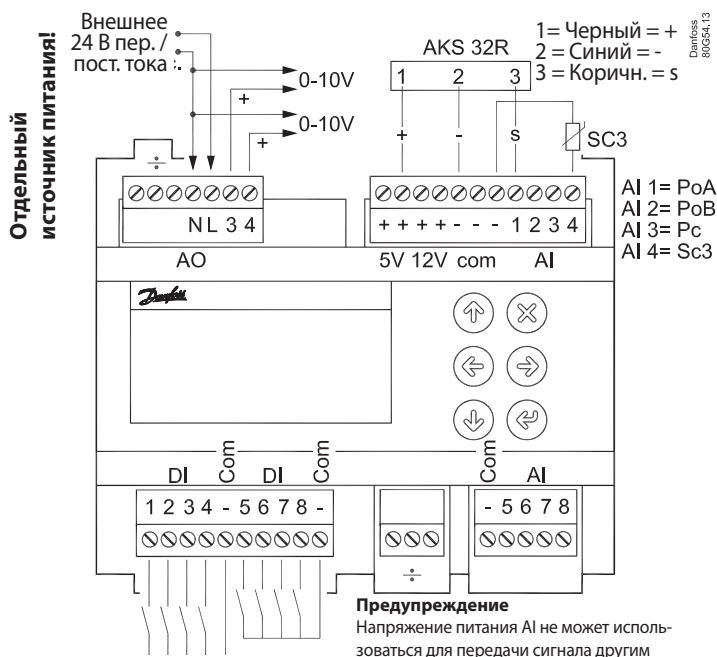 Внешнее
24 В пер. /
пост. тока .
Отдельный
источник питания!
0-10V
0-10V
+
+
AKS 32R
1 2 3
1= Черный = +
2 = Синий = -
3 = Коричн. = s
Danfoss
80G54.13
+ - s
SC3
÷
N L 3 4
+ + + + - - - 1 2 3 4
AI 1= PoA
AI 2= PoB
AI 3= Pc
AI 4= Sc3
AO
5V 12V com AI
Danfoss
DI Com DI Com
Com AI
1 2 3 4 - 5 6 7 8 -
- 5 6 7 8
÷
Предупреждение
Напряжение питания AI не может исполь-
зоваться для передачи сигнала другим